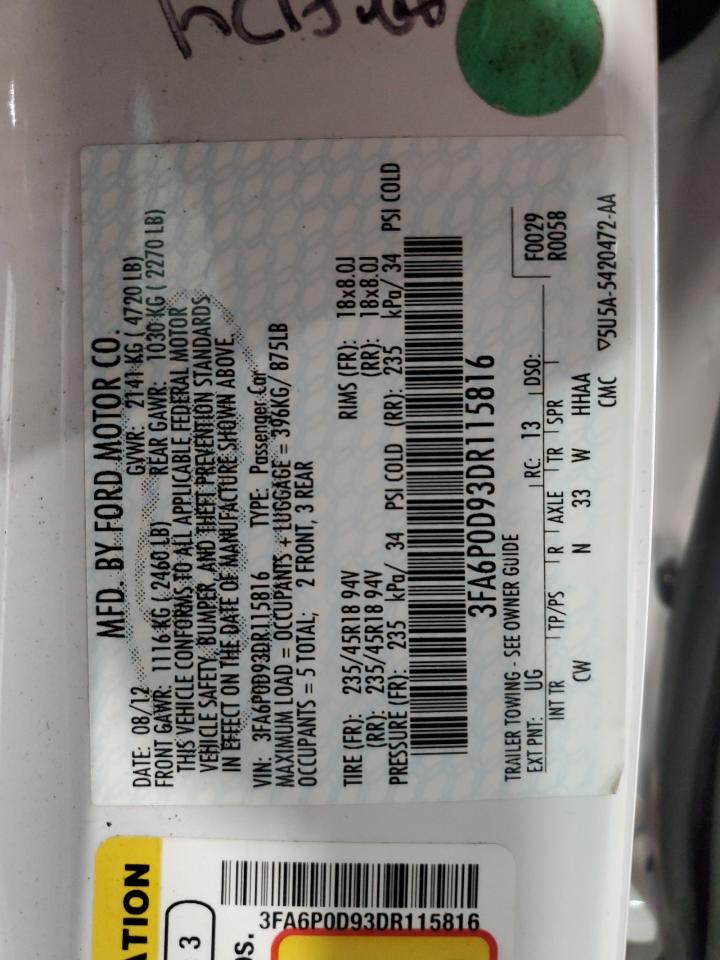 MFD. BY FORD MOTOR CO.
DATE: 08/12 GVWR: 2141 KG ( 4720 LB)
FRONT GAWR: 1116 KG ( 2460 LB) REAR GAWR: 1030 KG ( 2270 LB)
THIS VEHICLE CONFORMS TO ALL APPLICABLE FEDERAL MOTOR
VEHICLE SAFETY, BUMPER, AND THEFT PREVENTION STANDARDS
IN EFFECT ON THE DATE OF MANUFACTURE SHOWN ABOVE.
VIN: 3FA6P0D93DR115816 TYPE: Passenger Car
MAXIMUM LOAD = OCCUPANTS + LUGGAGE = 396KG/ 875LB
OCCUPANTS = 5 TOTAL; 2 FRONT, 3 REAR
TIRE (FR): 235/45R18 94V RIMS (FR): 18x8.0J
(RR): 235/45R18 94V (RR): 18x8.0J
PRESSURE (FR): 235 kPa/ 34 PSI COLD (RR): 235 kPa/ 34 PSI COLD
3FA6P0D93DR115816
TRAILER TOWING - SEE OWNER GUIDE
F0029
R0058
EXT PNT: UG RC: 13 DSO:
INT TR TP/PS R AXLE TR SPR
CW N 33 W HHAA
CMC ▽5U5A-5420472-AA
ATION
3
os.
3FA6P0D93DR115816